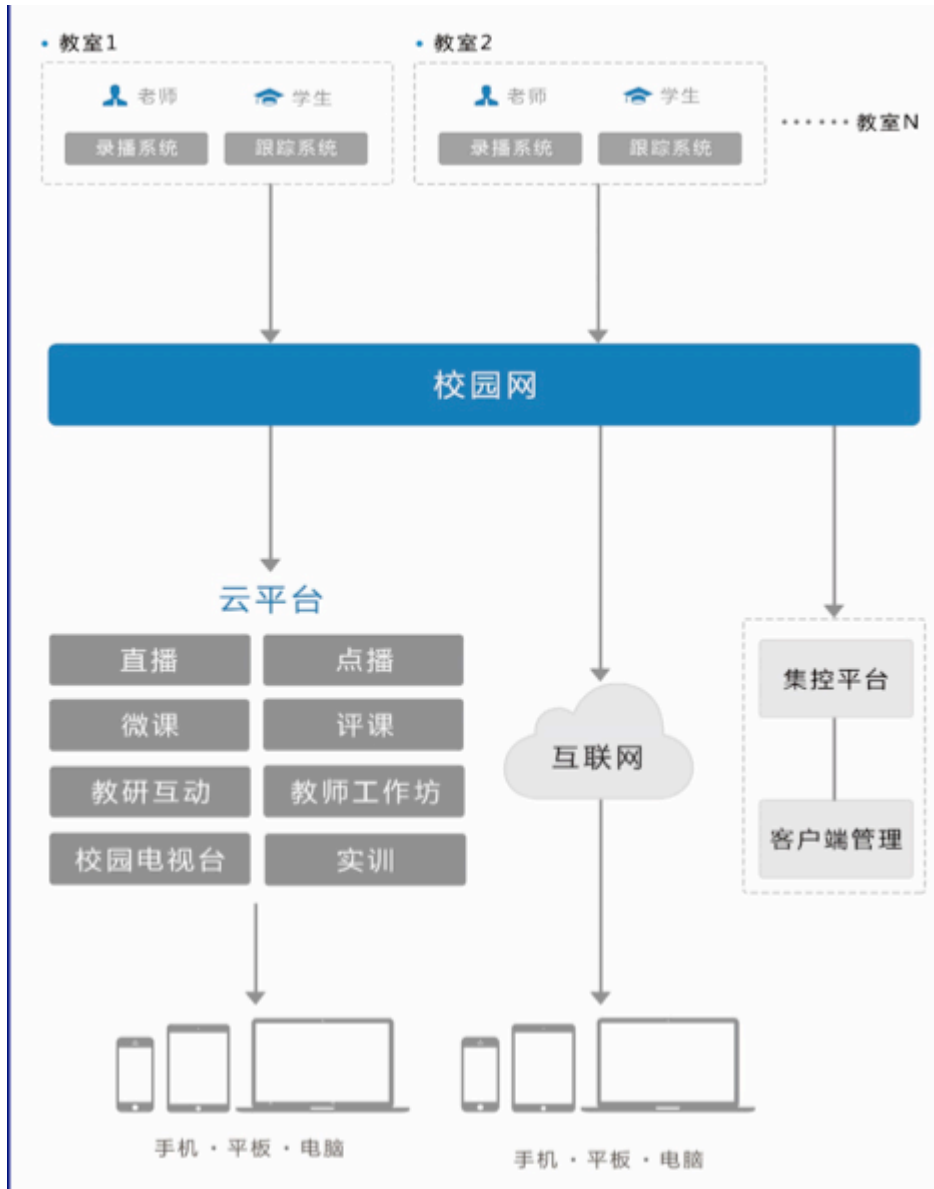 • 教室1
• 教室2
老师 学生
老师 学生
······ 教室N
录播系统 跟踪系统
录播系统 跟踪系统
校园网
云平台
直播 点播
微课 评课
教研互动 教师工作坊
校园电视台 实训
互联网
集控平台
客户端管理
手机 · 平板 · 电脑
手机 · 平板 · 电脑